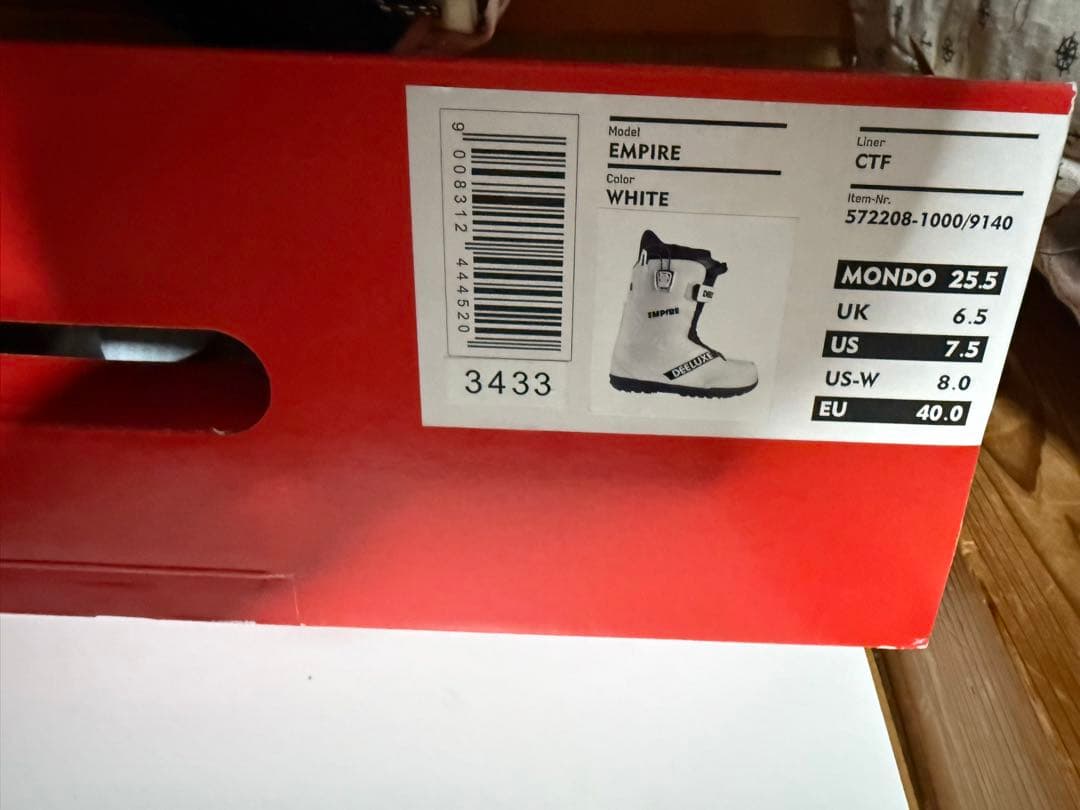 9 008312 444520
3433
Model
EMPIRE
Color
WHITE
EMPIRE
DEELUXE
Liner
CTF
Item-Nr.
572208-1000/9140
MONDO 25.5
UK 6.5
US 7.5
US-W 8.0
EU 40.0